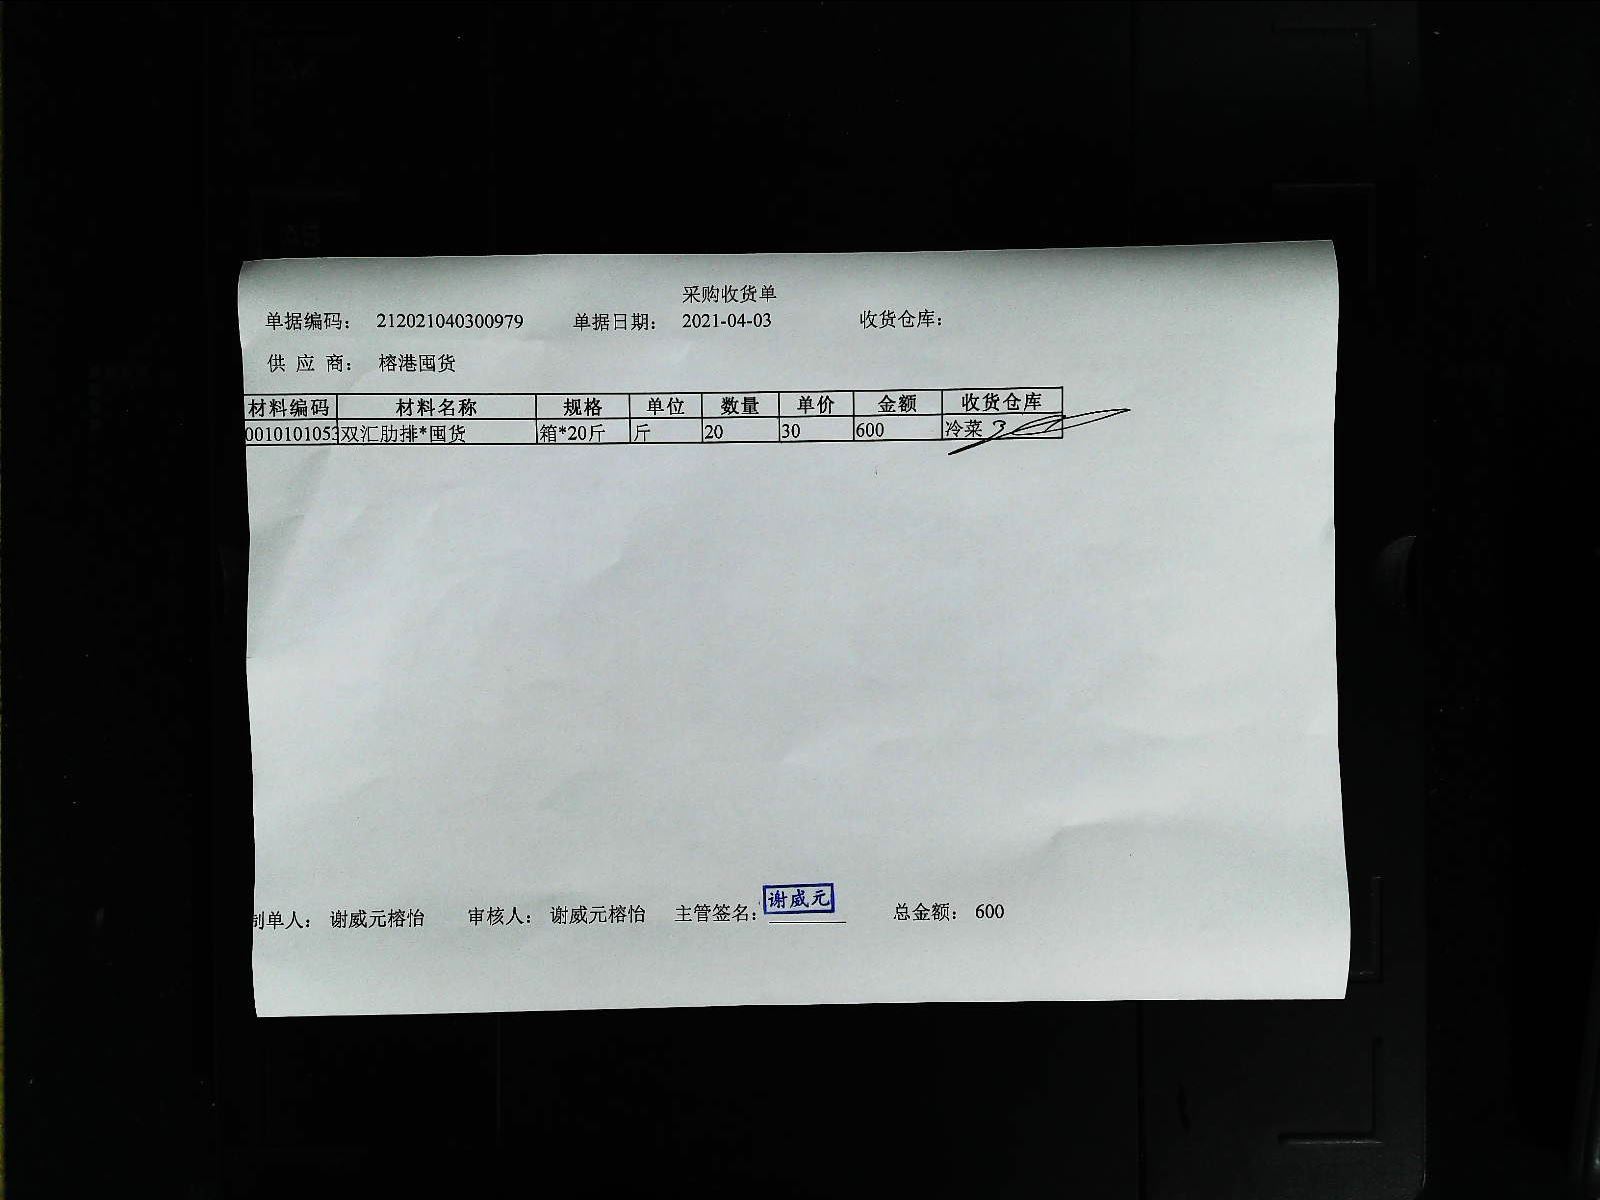 采购收货单
单据编码： 212021040300979 单据日期： 2021-04-03 收货仓库：
供 应 商： 榕港囤货
材料编码 材料名称 规格 单位 数量 单价 金额 收货仓库
0010101053 双汇肋排*囤货 箱*20斤 斤 20 30 600 冷菜
制单人： 谢威元榕怡 审核人： 谢威元榕怡 主管签名： 谢威元 总金额： 600